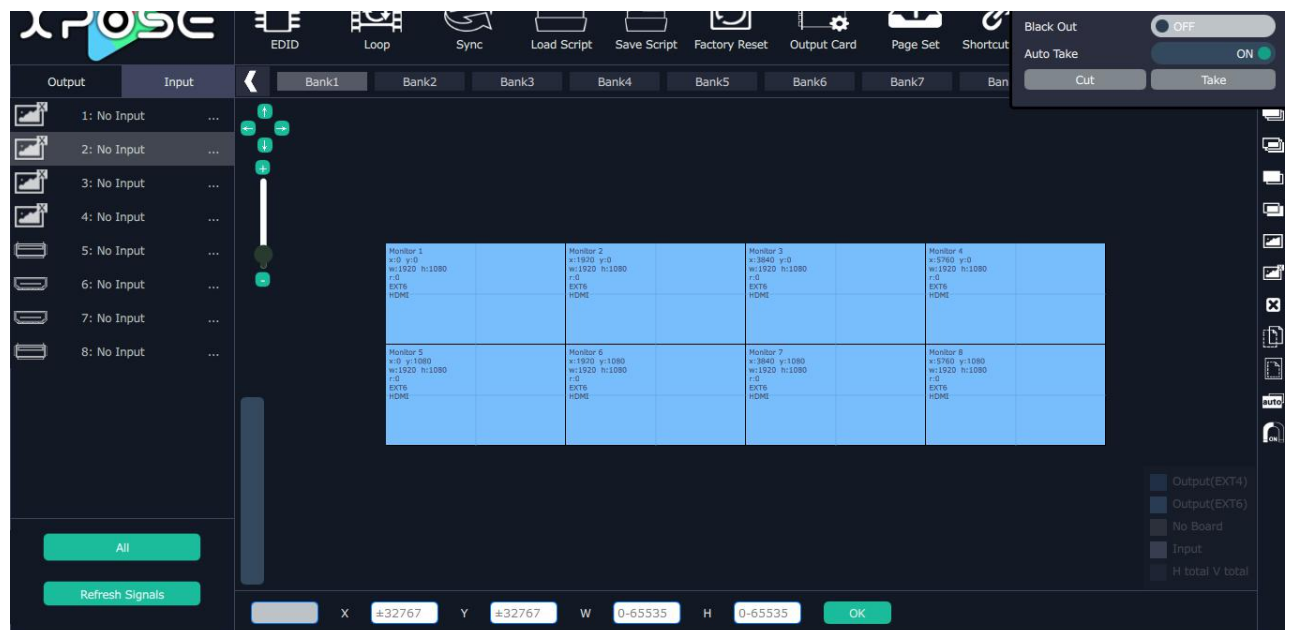 XPOSE
EDID Loop Sync Load Script Save Script Factory Reset Output Card Page Set Shortcut
Black Out OFF
Auto Take ON
Cut Take
Output Input
Bank1 Bank2 Bank3 Bank4 Bank5 Bank6 Bank7 Ban
1: No Input ...
2: No Input ...
3: No Input ...
4: No Input ...
5: No Input ...
6: No Input ...
7: No Input ...
8: No Input ...
All
Refresh Signals
Monitor 1
x:0 y:0
w:1920 h:1080
r:0
EXT6
HDMI
Monitor 2
x:1920 y:0
w:1920 h:1080
r:0
EXT6
HDMI
Monitor 3
x:3840 y:0
w:1920 h:1080
r:0
EXT6
HDMI
Monitor 4
x:5760 y:0
w:1920 h:1080
r:0
EXT6
HDMI
Monitor 5
x:0 y:1080
w:1920 h:1080
r:0
EXT6
HDMI
Monitor 6
x:1920 y:1080
w:1920 h:1080
r:0
EXT6
HDMI
Monitor 7
x:3840 y:1080
w:1920 h:1080
r:0
EXT6
HDMI
Monitor 8
x:5760 y:1080
w:1920 h:1080
r:0
EXT6
HDMI
auto
ON
Output(EXT4)
Output(EXT6)
No Board
Input
H total V total
X ±32767 Y ±32767 W 0-65535 H 0-65535 OK